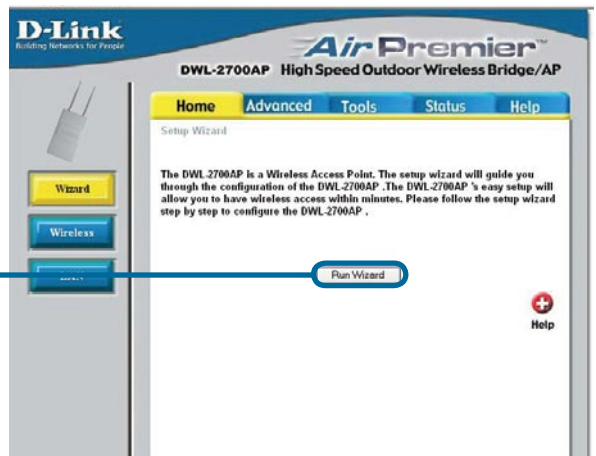 D-Link
Building Networks for People
Air Premier™
DWL-2700AP High Speed Outdoor Wireless Bridge/AP
Home Advanced Tools Status Help
Setup Wizard
The DWL-2700AP is a Wireless Access Point. The setup wizard will guide you
through the configuration of the DWL-2700AP .The DWL-2700AP 's easy setup will
allow you to have wireless access within minutes. Please follow the setup wizard
step by step to configure the DWL-2700AP .
Wizard
Wireless
Run Wizard
Help